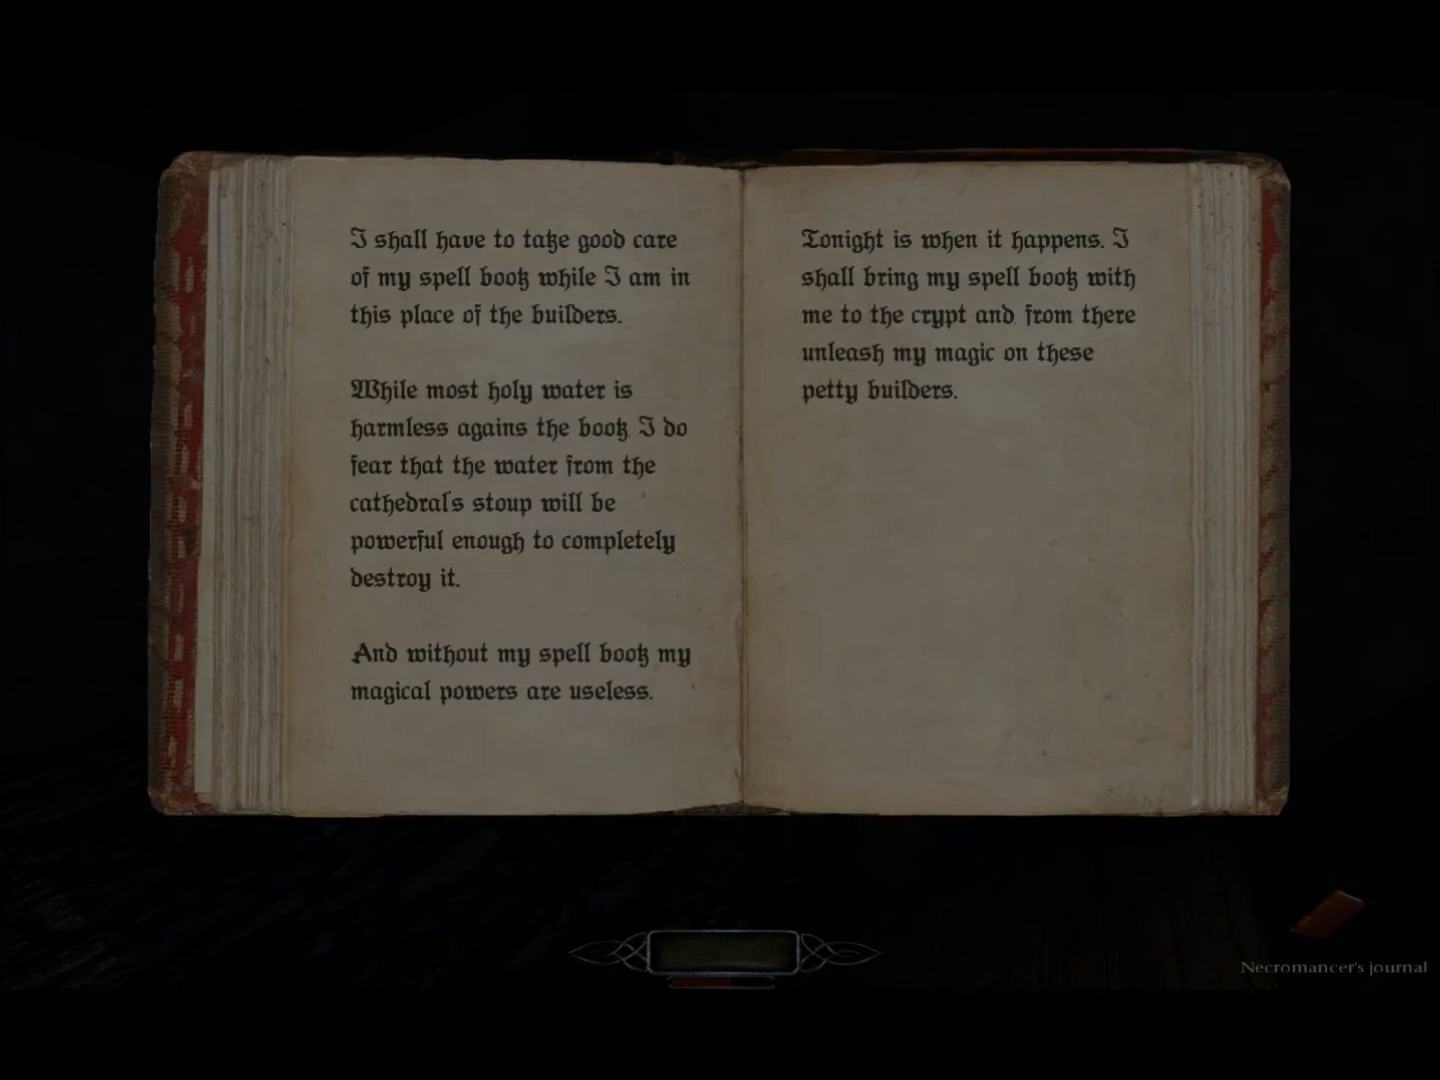 I shall have to take good care
of my spell book while I am in
this place of the builders.
While most holy water is
harmless agains the book I do
fear that the water from the
cathedral's stoup will be
powerful enough to completely
destroy it.
And without my spell book my
magical powers are useless.
Tonight is when it happens. I
shall bring my spell book with
me to the crypt and from there
unleash my magic on these
petty builders.
Necromancer's journal